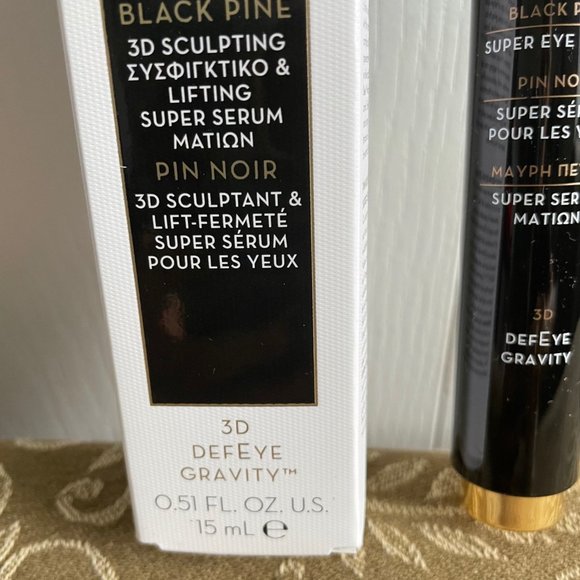 BLACK PINE
3D SCULPTING
ΣΥΣΦΙΓΚΤΙΚΟ &
LIFTING
SUPER SERUM
ΜΑΤΙΩΝ
PIN NOIR
3D SCULPTANT &
LIFT-FERMETÉ
SUPER SÉRUM
POUR LES YEUX
3D
DEFEYE
GRAVITY™
0.51 FL. OZ. U.S.
15 mL ℮
BLACK P
SUPER EYE
PIN NO
SUPER SÉ
POUR LES Y
ΜΑΥΡΗ ΠΕ
SUPER SER
ΜΑΤΙΩΝ
3D
DEFEYE
GRAVITY